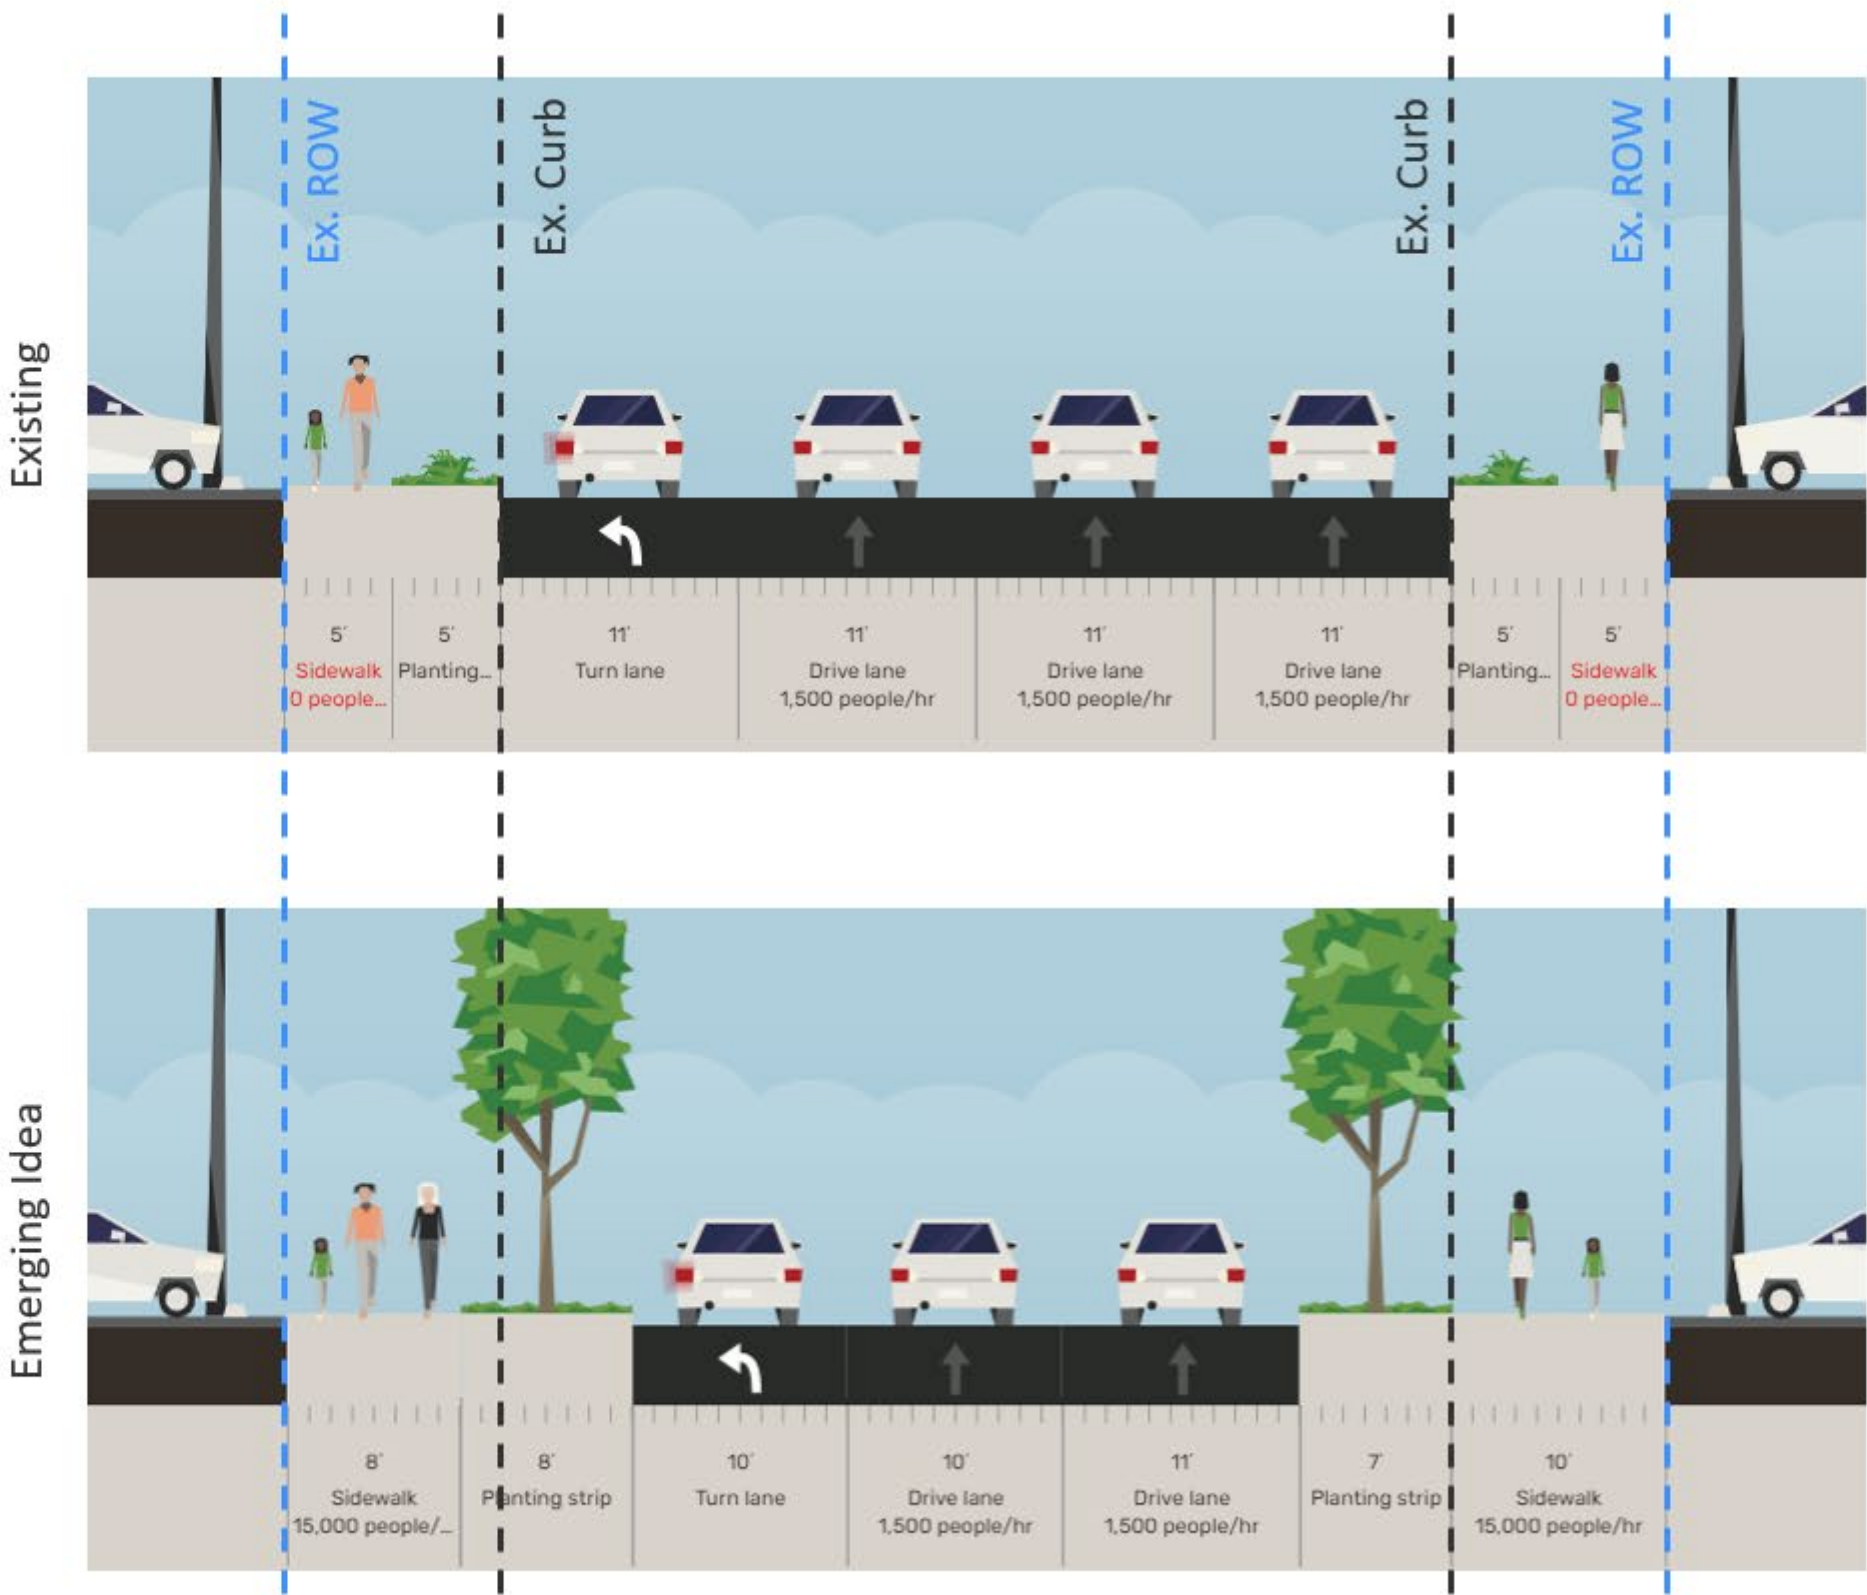 Existing
Ex. ROW
Ex. Curb
Ex. Curb
Ex. ROW
5′
Sidewalk
0 people…
5′
Planting…
11′
Turn lane
11′
Drive lane
1,500 people/hr
11′
Drive lane
1,500 people/hr
11′
Drive lane
1,500 people/hr
5′
Planting…
5′
Sidewalk
0 people…
Emerging Idea
8′
Sidewalk
15,000 people/…
8′
Planting strip
10′
Turn lane
10′
Drive lane
1,500 people/hr
11′
Drive lane
1,500 people/hr
7′
Planting strip
10′
Sidewalk
15,000 people/hr